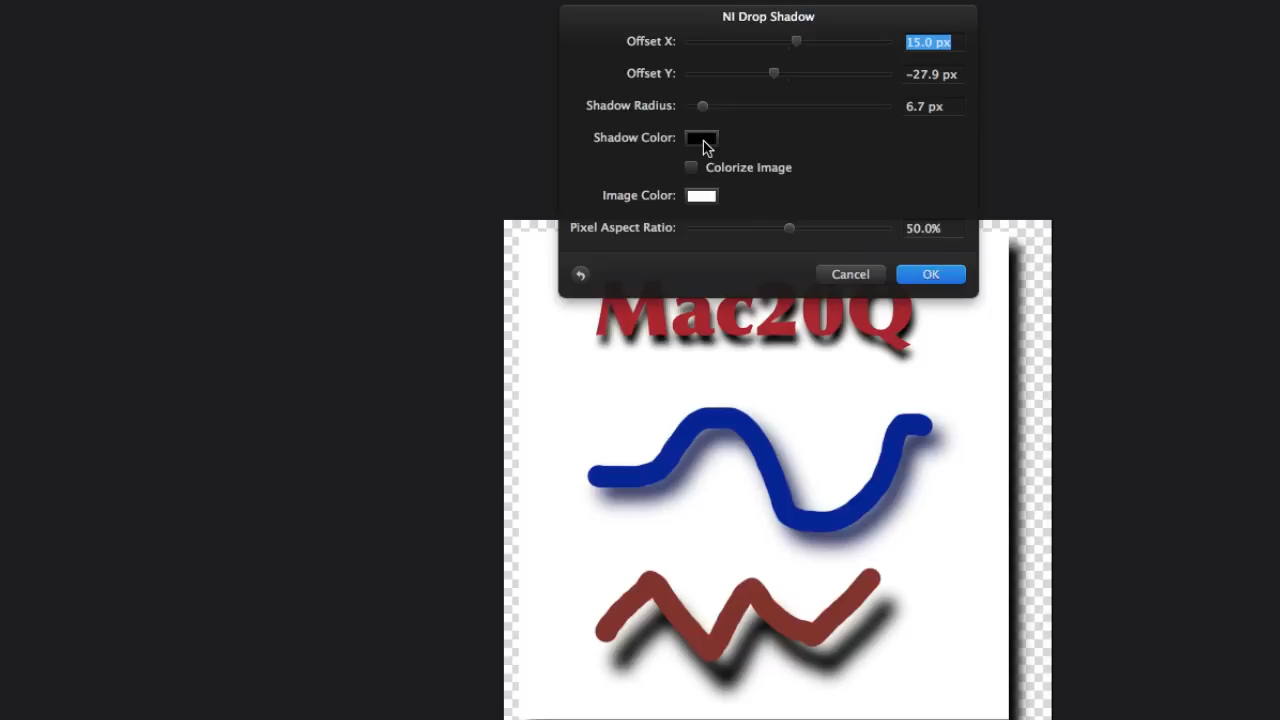 NI Drop Shadow
Offset X: 15.0 px
Offset Y: -27.9 px
Shadow Radius: 6.7 px
Shadow Color:
Colorize Image
Image Color:
Pixel Aspect Ratio: 50.0%
Cancel OK
Mac20Q